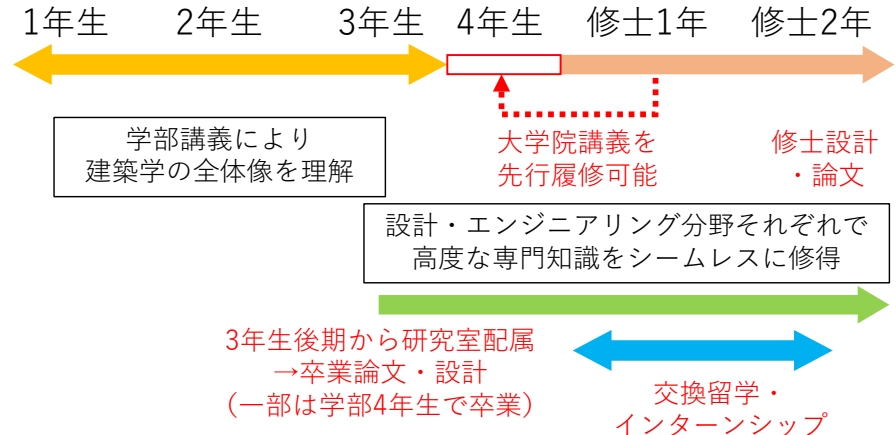 1年生 2年生 3年生 4年生 修士1年 修士2年
学部講義により
建築学の全体像を理解
大学院講義を
先行履修可能
修士設計
・論文
設計・エンジニアリング分野それぞれで
高度な専門知識をシームレスに修得
3年生後期から研究室配属
→卒業論文・設計
(一部は学部4年生で卒業)
交換留学・
インターンシップ